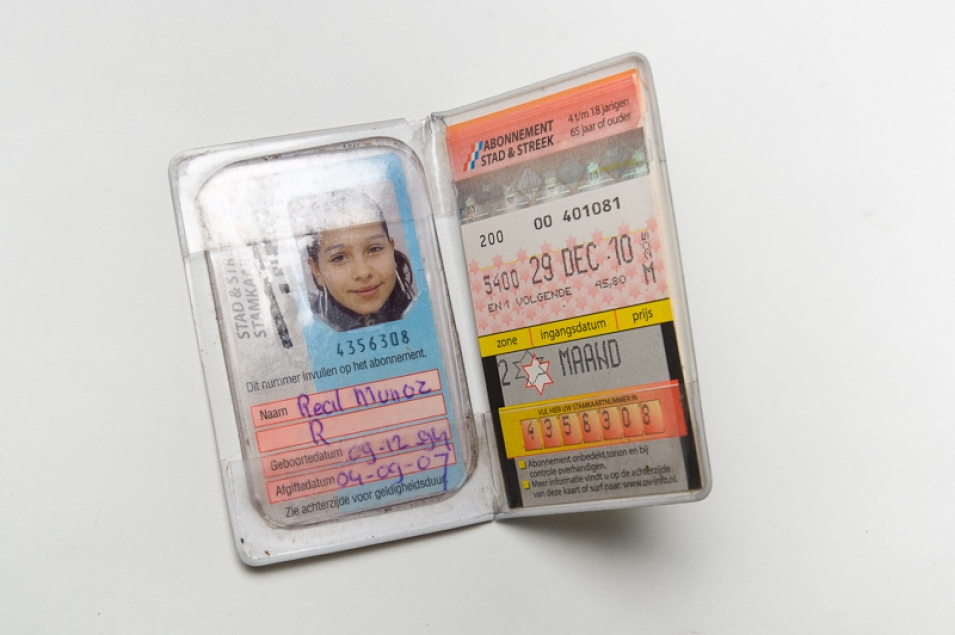 STAD & STR
STAMKAA
4356308
Dit nummer invullen op het abonnement.
Naam Real Munoz
R
Geboortedatum 09-12-94
Afgiftedatum 04-09-07
Zie achterzijde voor geldigheidsduur.
ABONNEMENT
STAD & STREEK
4 t/m 18 jarigen
65 jaar of ouder
200 00 401081
5400 29 DEC 10
EN 1 VOLGENDE 45,80 M
zone ingangsdatum prijs
2 MAAND
VUL HIER UW STAMKAARTNUMMER IN
4356308
Abonnement onbedekt tonen en bij
controle overhandigen.
Meer informatie vindt u op de achterzijde
van deze kaart of surf naar: www.ov-info.nl.